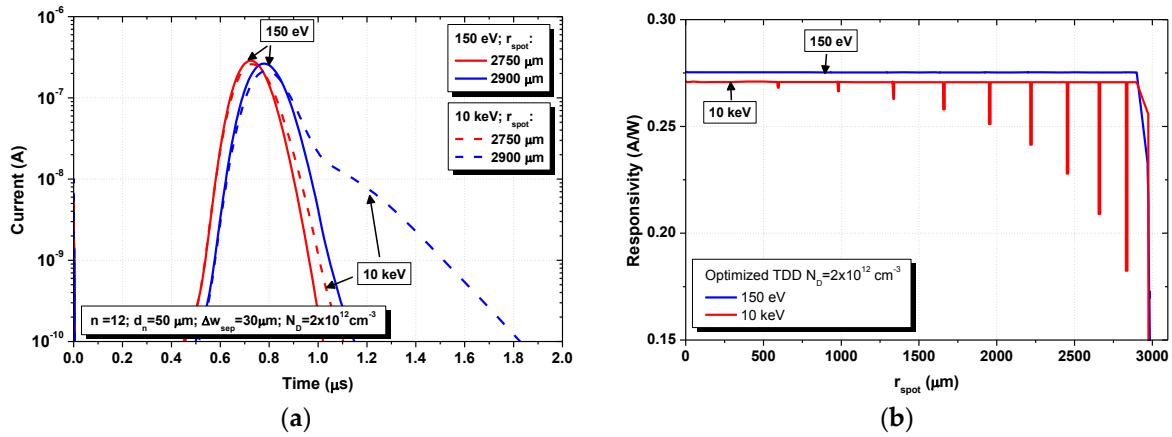 10⁻⁶
10⁻⁷
10⁻⁸
10⁻⁹
10⁻¹⁰
Current (A)
150 eV
150 eV; r_spot:
2750 μm
2900 μm
10 keV; r_spot:
2750 μm
2900 μm
10 keV
n =12; d_n=50 μm; Δw_sep=30μm; N_D=2x10¹²cm⁻³
0.0 0.2 0.4 0.6 0.8 1.0 1.2 1.4 1.6 1.8 2.0
Time (μs)
(a)
0.30
0.25
0.20
0.15
Responsivity (A/W)
150 eV
10 keV
Optimized TDD N_D=2x10¹² cm⁻³
150 eV
10 keV
0 500 1000 1500 2000 2500 3000
r_spot (μm)
(b)